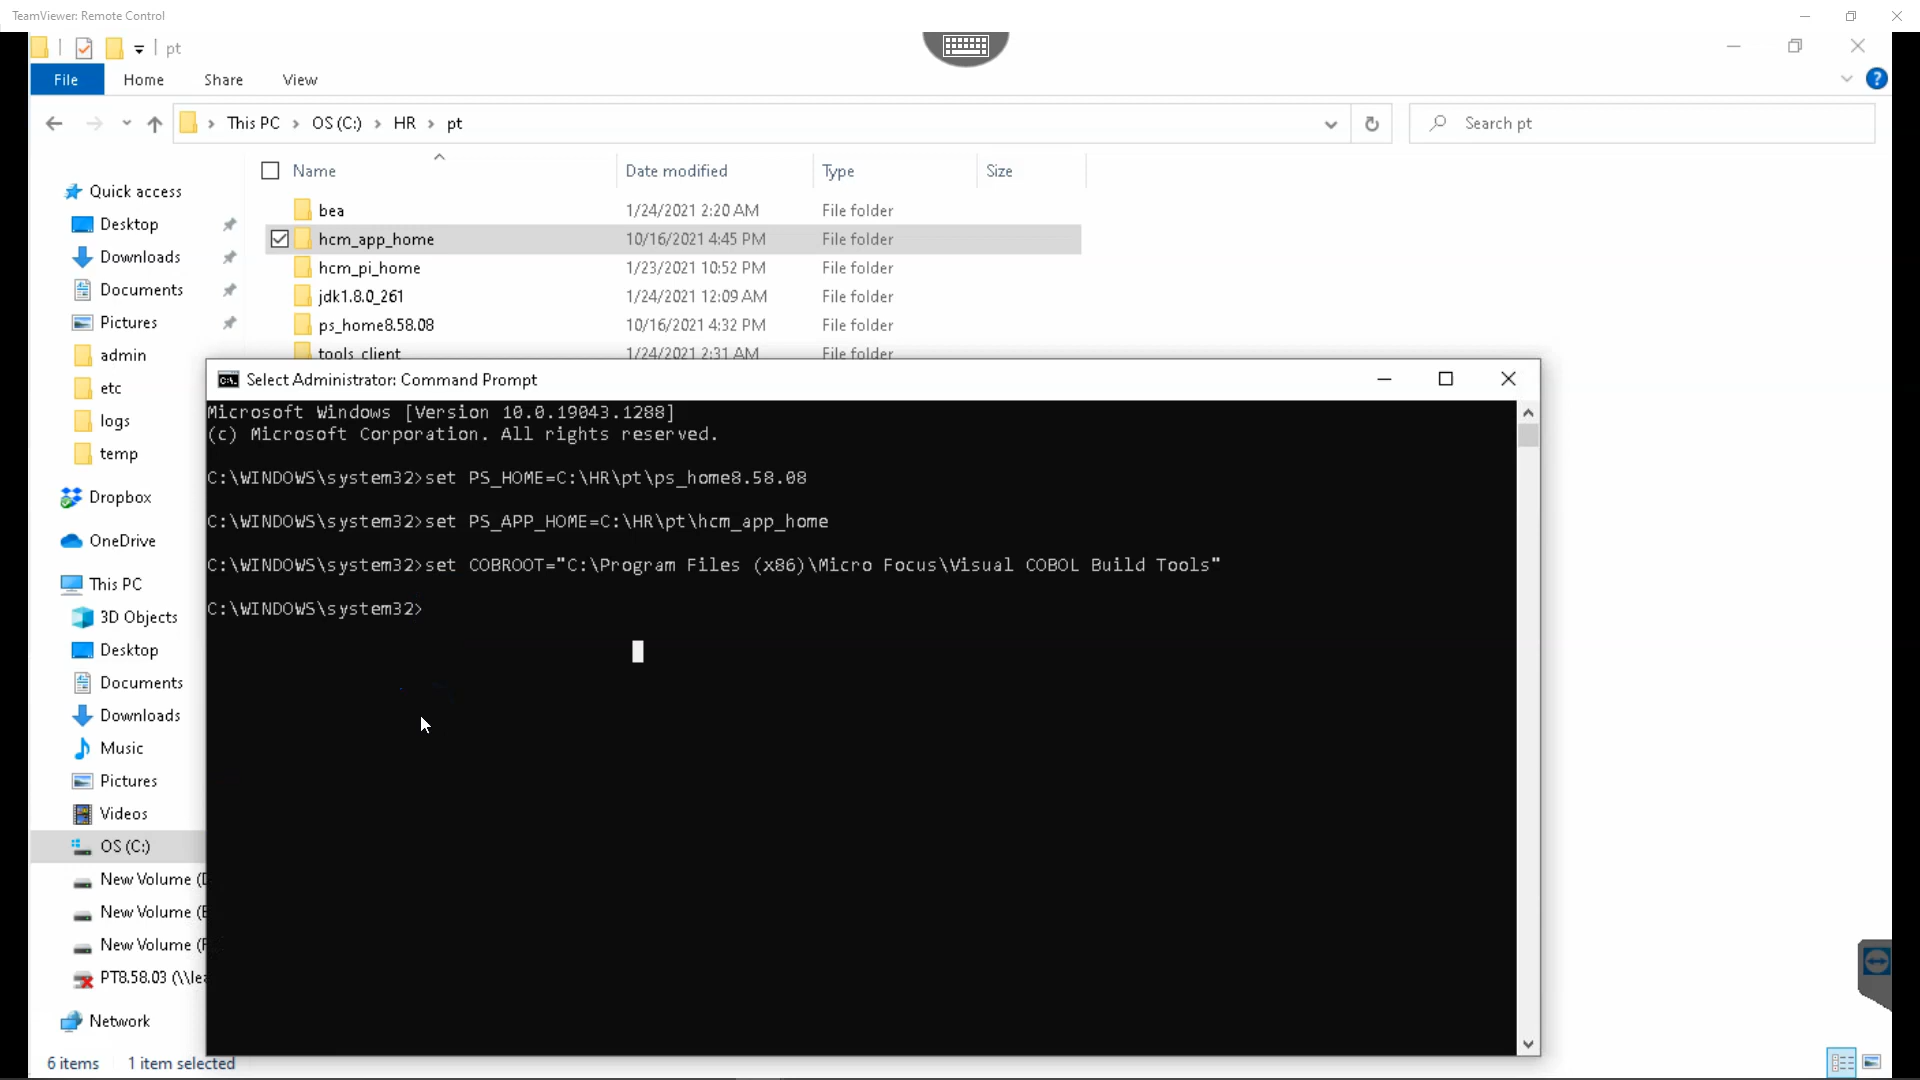 TeamViewer: Remote Control
pt
File Home Share View
This PC > OS (C:) > HR > pt
Search pt
Name Date modified Type Size
bea 1/24/2021 2:20 AM File folder
hcm_app_home 10/16/2021 4:45 PM File folder
hcm_pi_home 1/23/2021 10:52 PM File folder
jdk1.8.0_261 1/24/2021 12:09 AM File folder
ps_home8.58.08 10/16/2021 4:32 PM File folder
tools_client 1/24/2021 2:31 AM File folder
Quick access
Desktop
Downloads
Documents
Pictures
admin
etc
logs
temp
Dropbox
OneDrive
This PC
3D Objects
Desktop
Documents
Downloads
Music
Pictures
Videos
OS (C:)
New Volume (D
New Volume (E
New Volume (F
PT8.58.03 (\\lea
Network
6 items 1 item selected
Select Administrator: Command Prompt
Microsoft Windows [Version 10.0.19043.1288]
(c) Microsoft Corporation. All rights reserved.
C:\WINDOWS\system32>set PS_HOME=C:\HR\pt\ps_home8.58.08
C:\WINDOWS\system32>set PS_APP_HOME=C:\HR\pt\hcm_app_home
C:\WINDOWS\system32>set COBROOT="C:\Program Files (x86)\Micro Focus\Visual COBOL Build Tools"
C:\WINDOWS\system32>